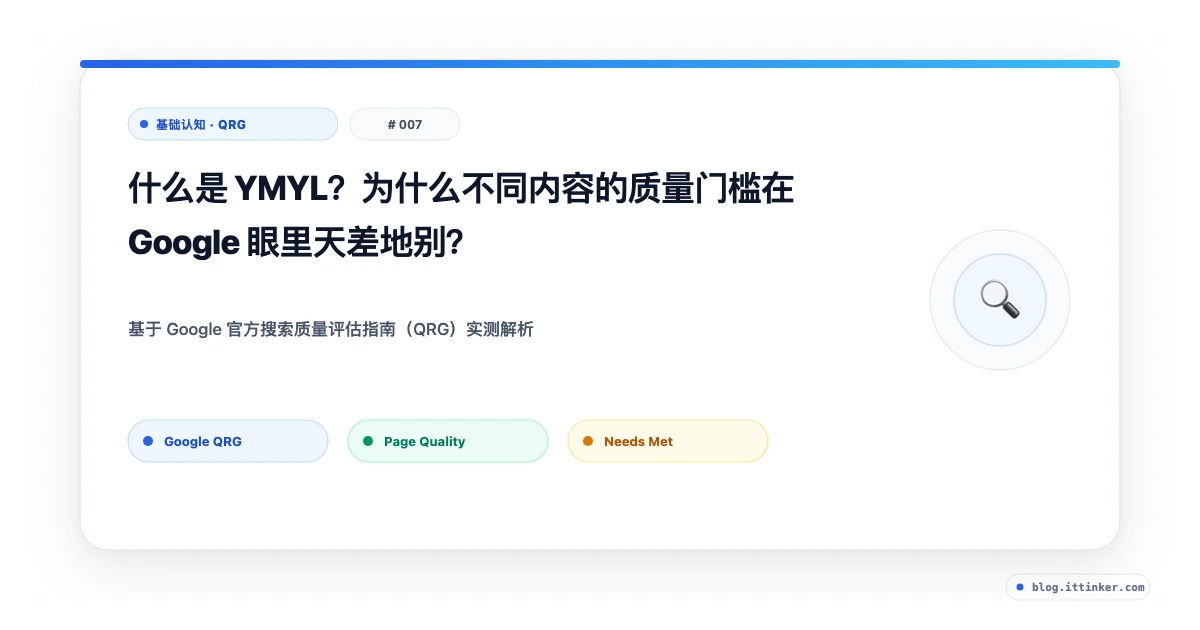 基础认知 · QRG
# 007
什么是 YMYL？为什么不同内容的质量门槛在
Google 眼里天差地别？
基于 Google 官方搜索质量评估指南（QRG）实测解析
Google QRG
Page Quality
Needs Met
blog.ittinker.com